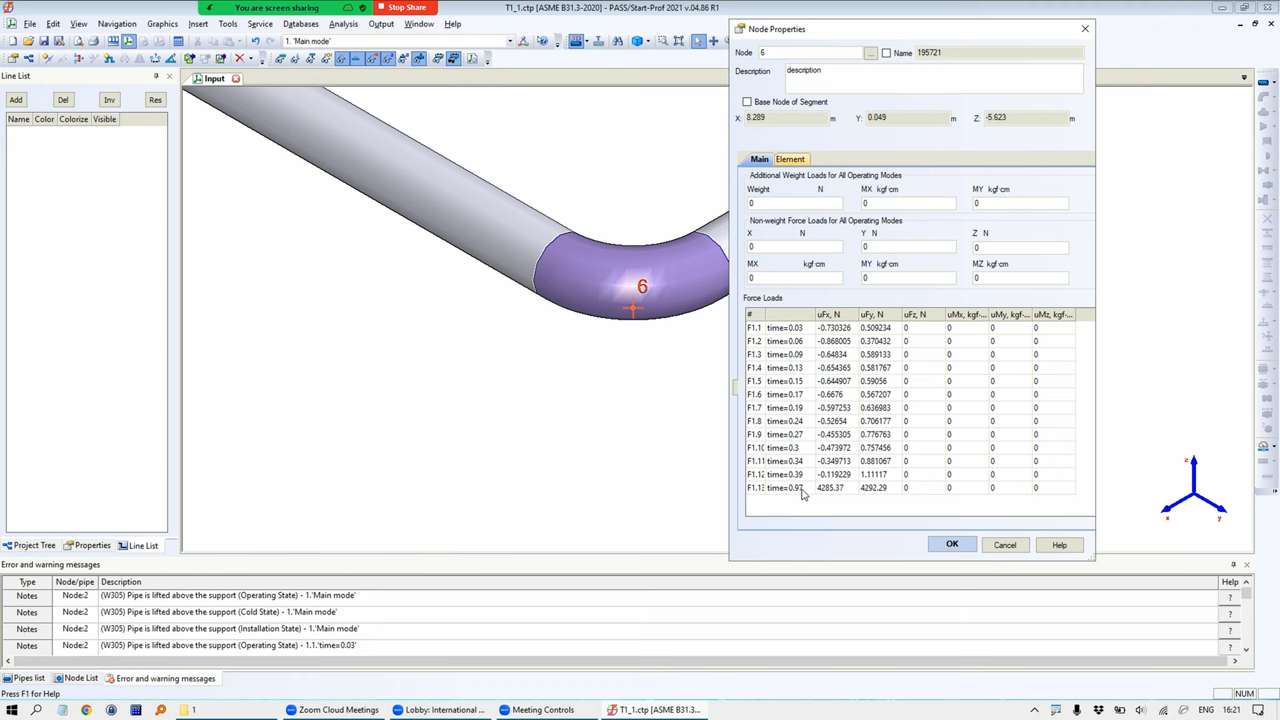 You are screen sharing
Stop Share
T1_1.ctp [ASME B31.3-2020] - PASS/Start-Prof 2021 v.04.86 R1
File Edit View Navigation Graphics Insert Tools Service Databases Analysis Output Window Help
1. 'Main mode'
Line List
Input
Add Del Inv Res
Name Color Colorize Visible
6
z
x
y
Node Properties
Node 6 ... Name 195721
Description description
Base Node of Segment
X: 8.289 m Y: 0.049 m Z: -5.623 m
Main Element
Additional Weight Loads for All Operating Modes
Weight N MX kgf·cm MY kgf·cm
0 0 0
Non-weight Force Loads for All Operating Modes
X N Y N Z N
0 0 0
MX kgf·cm MY kgf·cm MZ kgf·cm
0 0 0
Force Loads
# uFx, N uFy, N uFz, N uMx, kgf-... uMy, kgf-... uMz, kgf-...
F1.1 time=0.03 -0.730326 0.509234 0 0 0 0
F1.2 time=0.06 -0.868005 0.370432 0 0 0 0
F1.3 time=0.09 -0.64834 0.589133 0 0 0 0
F1.4 time=0.13 -0.654365 0.581767 0 0 0 0
F1.5 time=0.15 -0.644907 0.59056 0 0 0 0
F1.6 time=0.17 -0.6676 0.567207 0 0 0 0
F1.7 time=0.19 -0.597253 0.636983 0 0 0 0
F1.8 time=0.24 -0.52654 0.706177 0 0 0 0
F1.9 time=0.27 -0.455305 0.776763 0 0 0 0
F1.10 time=0.3 -0.473972 0.757456 0 0 0 0
F1.11 time=0.34 -0.349713 0.881067 0 0 0 0
F1.12 time=0.39 -0.119229 1.11117 0 0 0 0
F1.13 time=0.97 4285.37 4292.29 0 0 0 0
OK Cancel Help
Project Tree Properties Line List
Error and warning messages
Type Node/pipe Description Help
Notes Node:2 (W305) Pipe is lifted above the support (Operating State) - 1.'Main mode' ?
Notes Node:2 (W305) Pipe is lifted above the support (Cold State) - 1.'Main mode' ?
Notes Node:2 (W305) Pipe is lifted above the support (Installation State) - 1.'Main mode' ?
Notes Node:2 (W305) Pipe is lifted above the support (Operating State) - 1.1.'time=0.03' ?
Pipes list Node List Error and warning messages
Press F1 for Help NUM
1 Zoom Cloud Meetings Lobby: International ... Meeting Controls T1_1.ctp [ASME B31.3... ENG 16:21